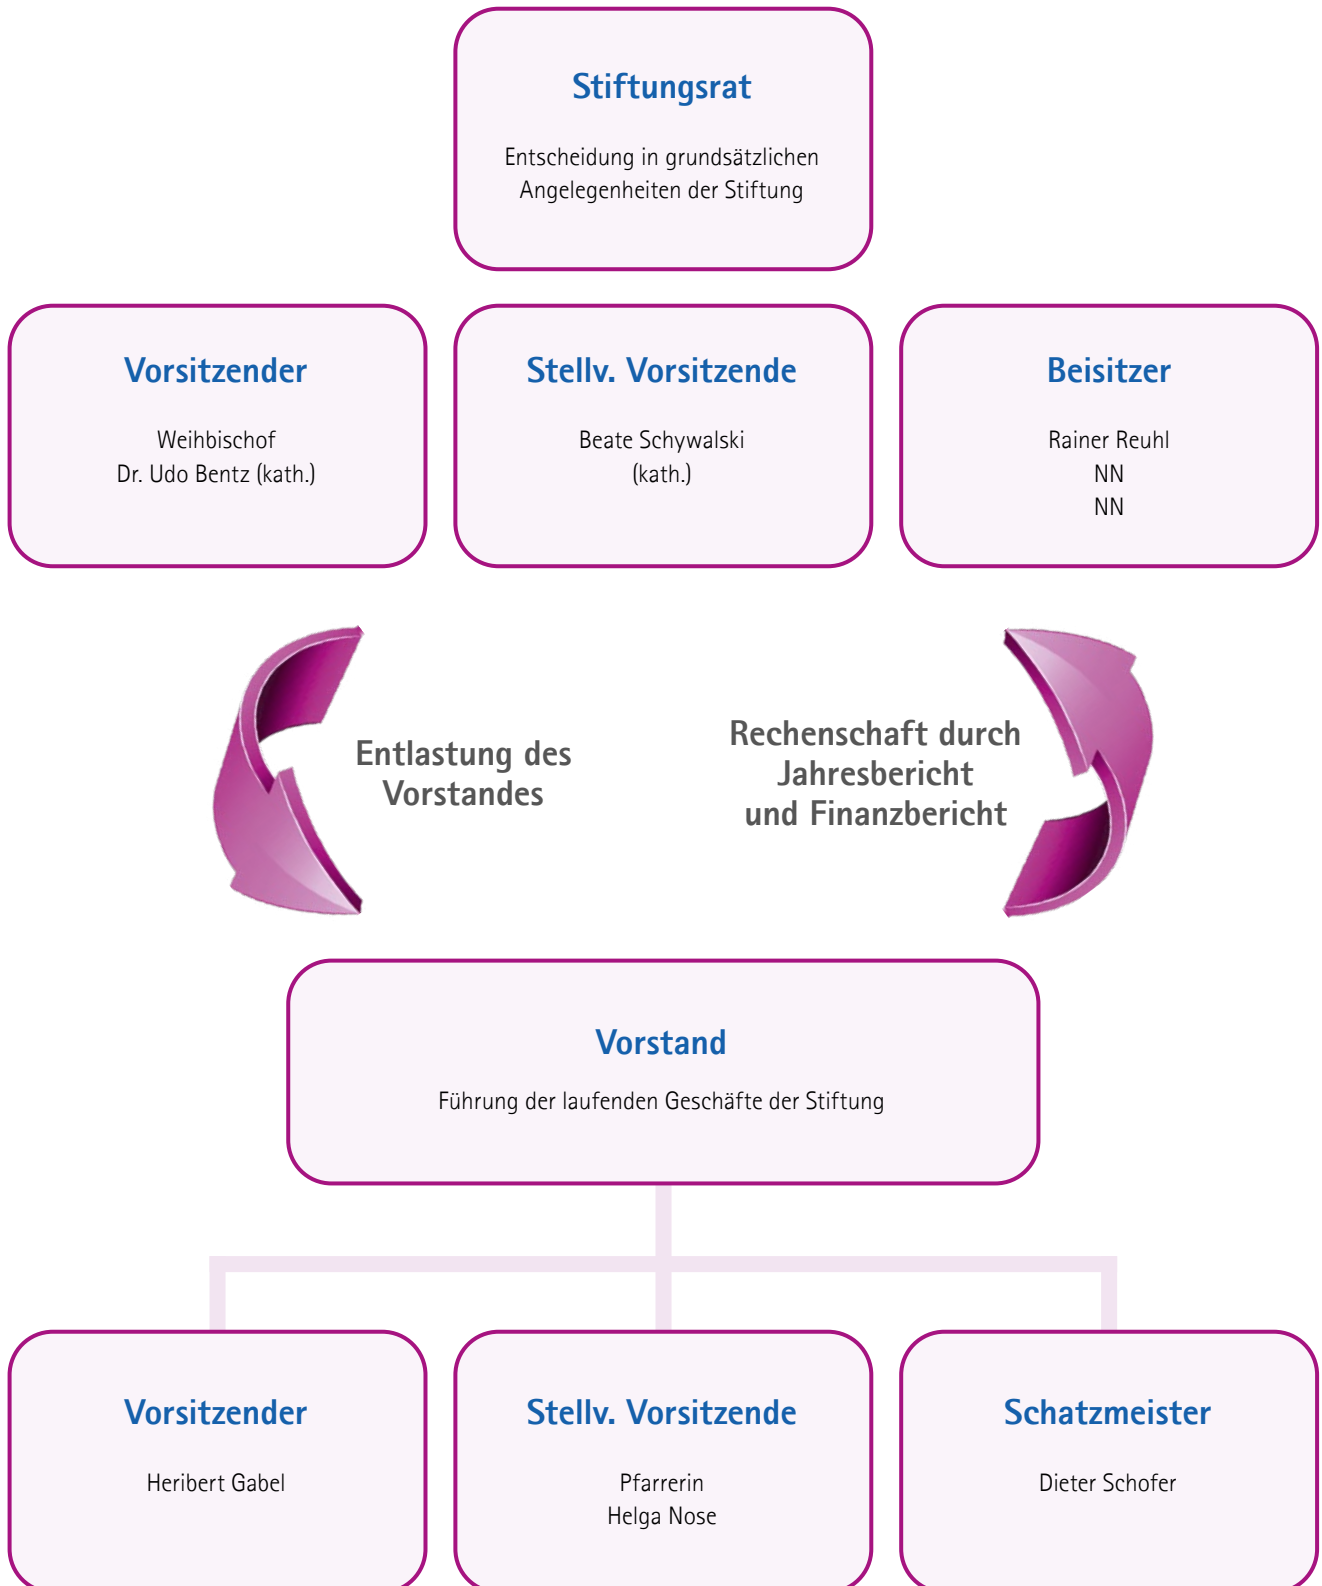 Stiftungsrat
Entscheidung in grundsätzlichen
Angelegenheiten der Stiftung
Vorsitzender
Weihbischof
Dr. Udo Bentz (kath.)
Stellv. Vorsitzende
Beate Schywalski
(kath.)
Beisitzer
Rainer Reuhl
NN
NN
Entlastung des
Vorstandes
Rechenschaft durch
Jahresbericht
und Finanzbericht
Vorstand
Führung der laufenden Geschäfte der Stiftung
Vorsitzender
Heribert Gabel
Stellv. Vorsitzende
Pfarrerin
Helga Nose
Schatzmeister
Dieter Schofer